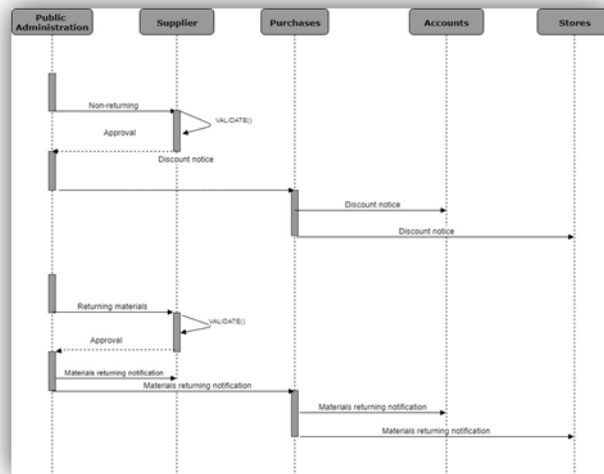 Public
Administration
Supplier
Purchases
Accounts
Stores
Non-returning
VALIDATE()
Approval
Discount notice
Discount notice
Discount notice
Returning materials
VALIDATE()
Approval
Materials returning notification
Materials returning notification
Materials returning notification
Materials returning notification